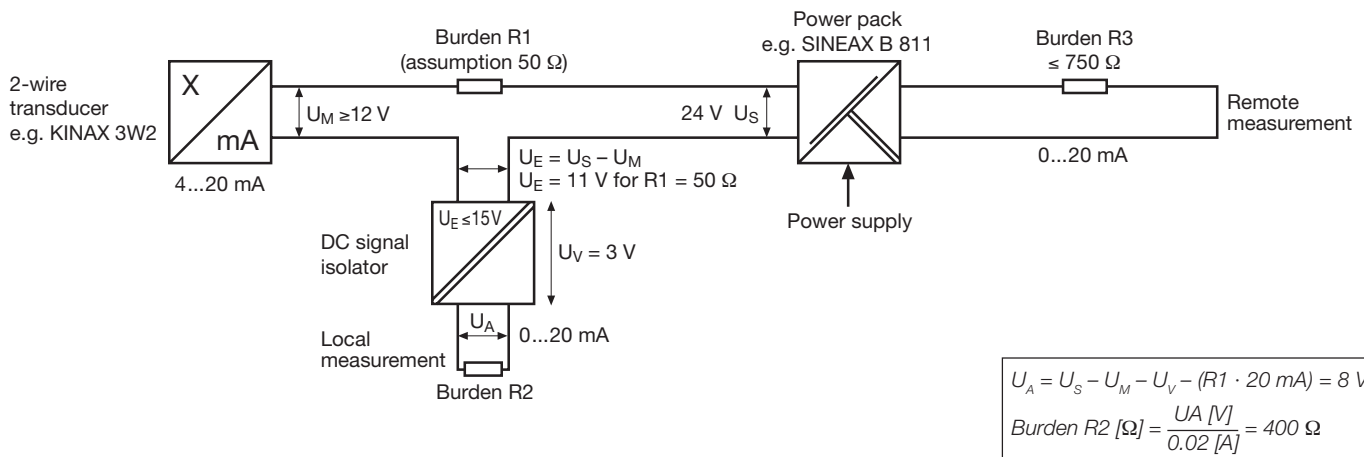 Power pack
e.g. SINEAX B 811
Burden R1
(assumption 50 Ω)
Burden R3
≤ 750 Ω
2-wire
transducer
e.g. KINAX 3W2
X
mA
U_M ≥12 V
24 V U_S
Remote
measurement
4...20 mA
0...20 mA
U_E = U_S – U_M
U_E = 11 V for R1 = 50 Ω
Power supply
DC signal
isolator
U_E ≤15V
U_V = 3 V
Local
measurement
U_A
0...20 mA
Burden R2
U_A = U_S – U_M – U_V – (R1 · 20 mA) = 8 V
Burden R2 [Ω] = UA [V] / 0.02 [A] = 400 Ω